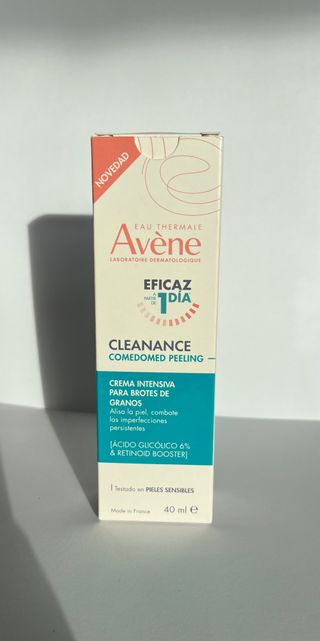 NOVEDAD
EAU THERMALE
Avène
LABORATOIRE DERMATOLOGIQUE
EFICAZ
A PARTIR DE 1 DÍA*
CLEANANCE
COMEDOMED PEELING
CREMA INTENSIVA
PARA BROTES DE
GRANOS
Alisa la piel, combate
las imperfecciones
persistentes
[ÁCIDO GLICÓLICO 6%
& RETINOID BOOSTER]
Testado en PIELES SENSIBLES
Made in France 40 ml e